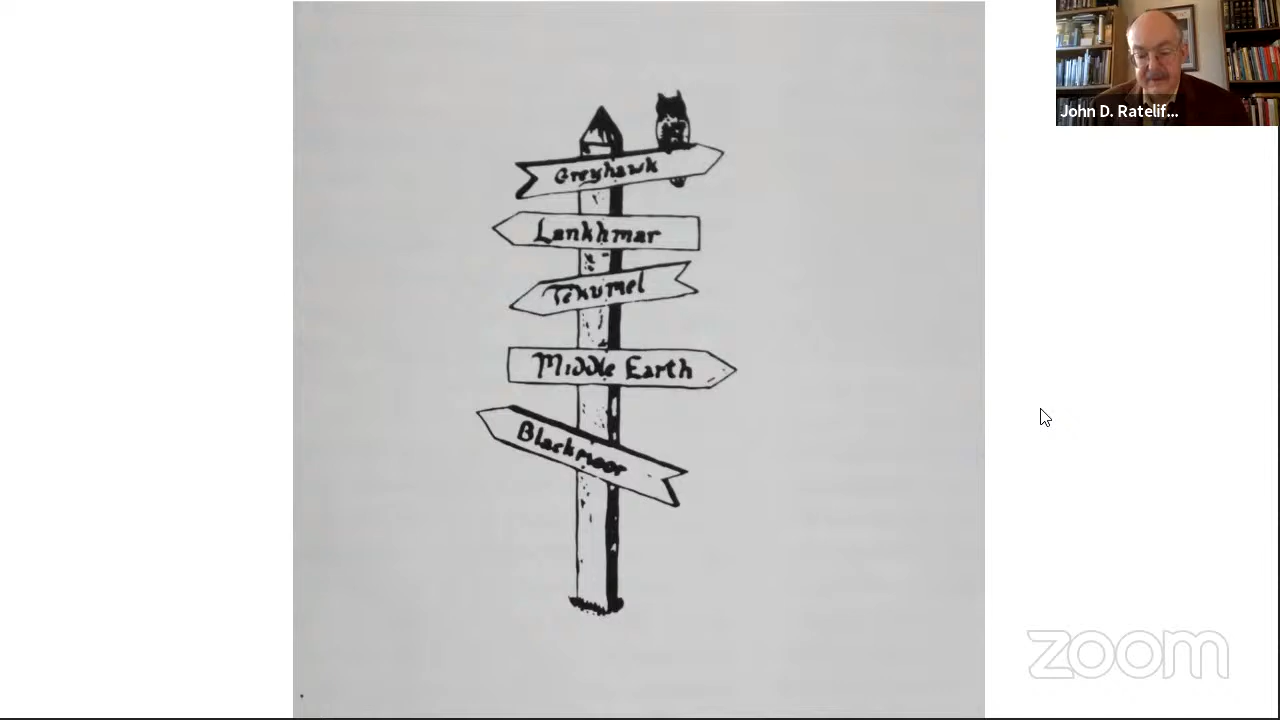 John D. Ratelif...
Greyhawk
Lankhmar
Tekumel
Middle Earth
Blackmoor
zoom